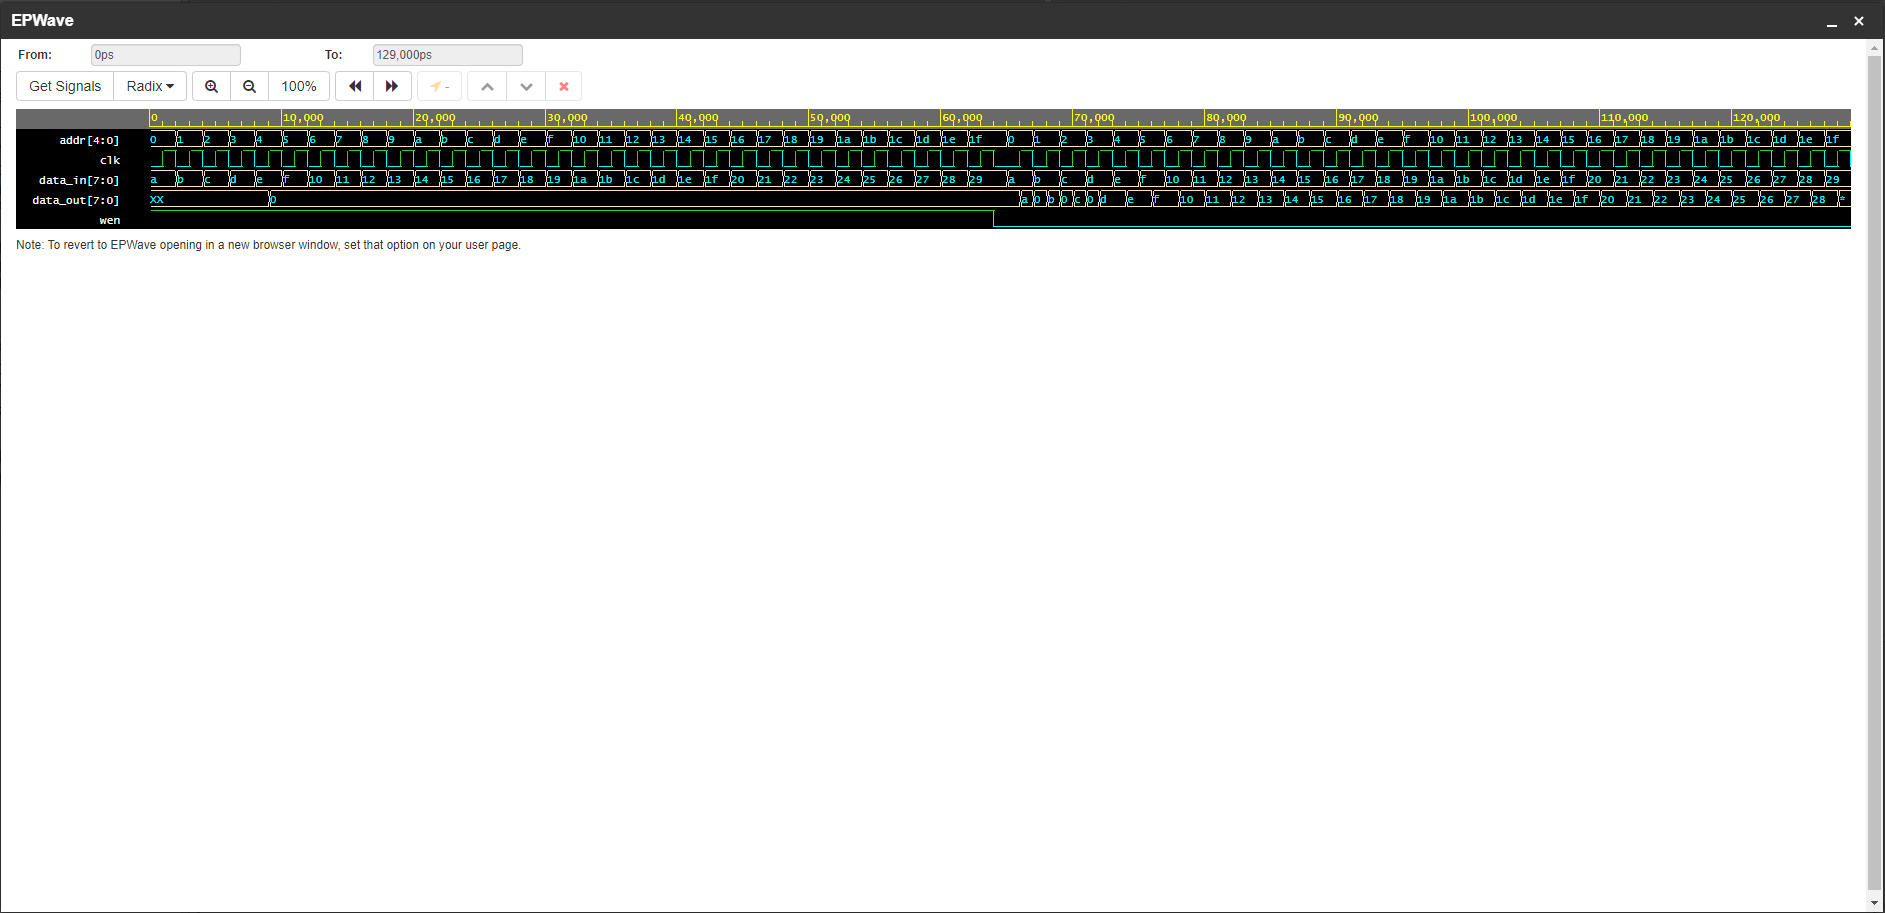 EPWave
From: 0ps To: 129,000ps
Get Signals Radix 100% -
0 10,000 20,000 30,000 40,000 50,000 60,000 70,000 80,000 90,000 100,000 110,000 120,000
addr[4:0] 0 1 2 3 4 5 6 7 8 9 a b c d e f 10 11 12 13 14 15 16 17 18 19 1a 1b 1c 1d 1e 1f 0 1 2 3 4 5 6 7 8 9 a b c d e f 10 11 12 13 14 15 16 17 18 19 1a 1b 1c 1d 1e 1f
clk
data_in[7:0] a b c d e f 10 11 12 13 14 15 16 17 18 19 1a 1b 1c 1d 1e 1f 20 21 22 23 24 25 26 27 28 29 a b c d e f 10 11 12 13 14 15 16 17 18 19 1a 1b 1c 1d 1e 1f 20 21 22 23 24 25 26 27 28 29
data_out[7:0] XX 0 a 0 b 0 c 0 d e f 10 11 12 13 14 15 16 17 18 19 1a 1b 1c 1d 1e 1f 20 21 22 23 24 25 26 27 28 *
wen
Note: To revert to EPWave opening in a new browser window, set that option on your user page.